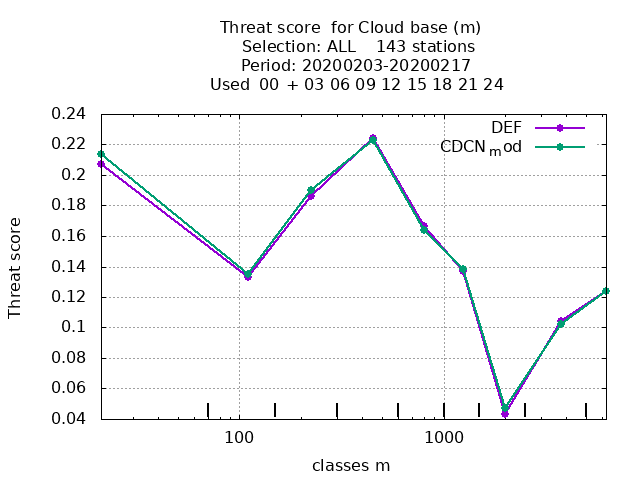 Threat score  for Cloud base (m)
Selection: ALL    143 stations
Period: 20200203-20200217
Used  00 + 03 06 09 12 15 18 21 24
DEF
CDCNmod
0.24
0.22
0.2
0.18
0.16
0.14
0.12
0.1
0.08
0.06
0.04
Threat score
100 1000
classes m